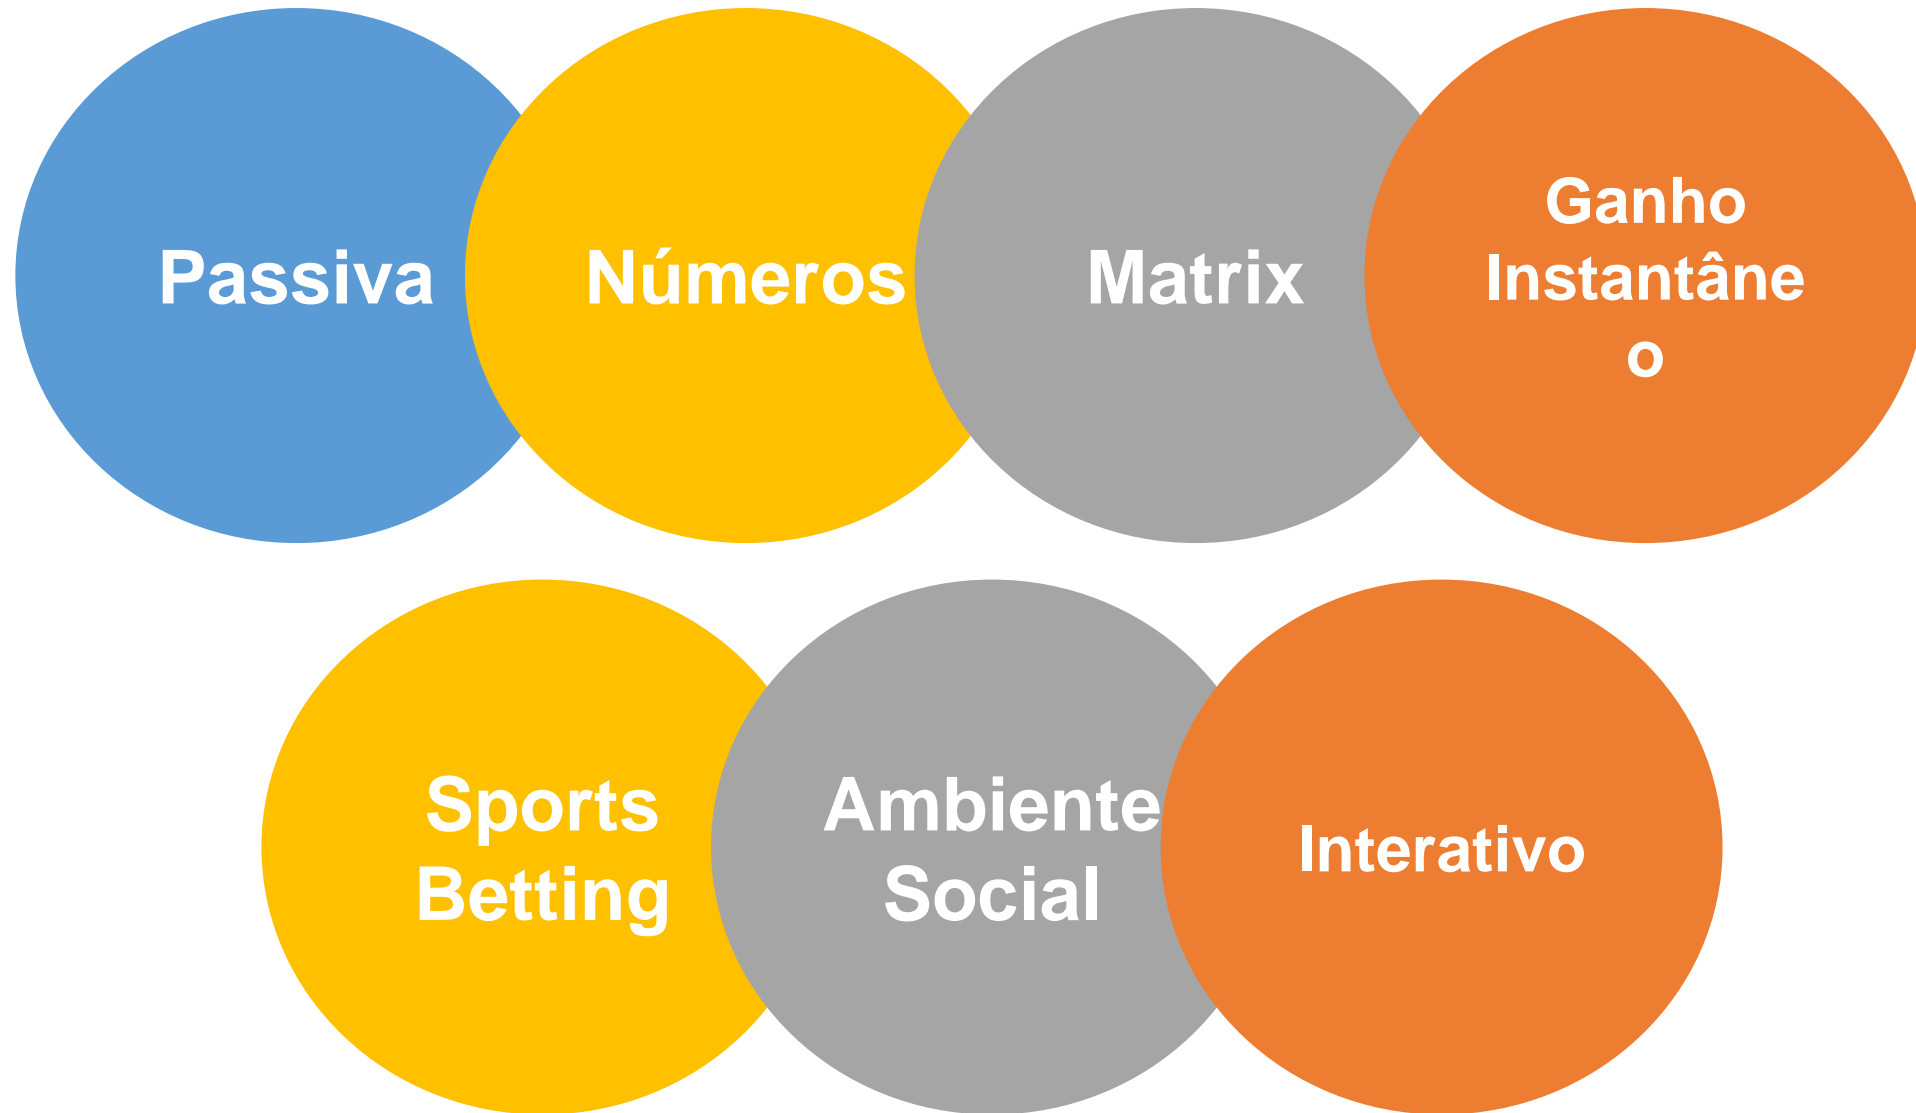 Passiva
Números
Matrix
Ganho
Instantâne
o
Sports
Betting
Ambiente
Social
Interativo